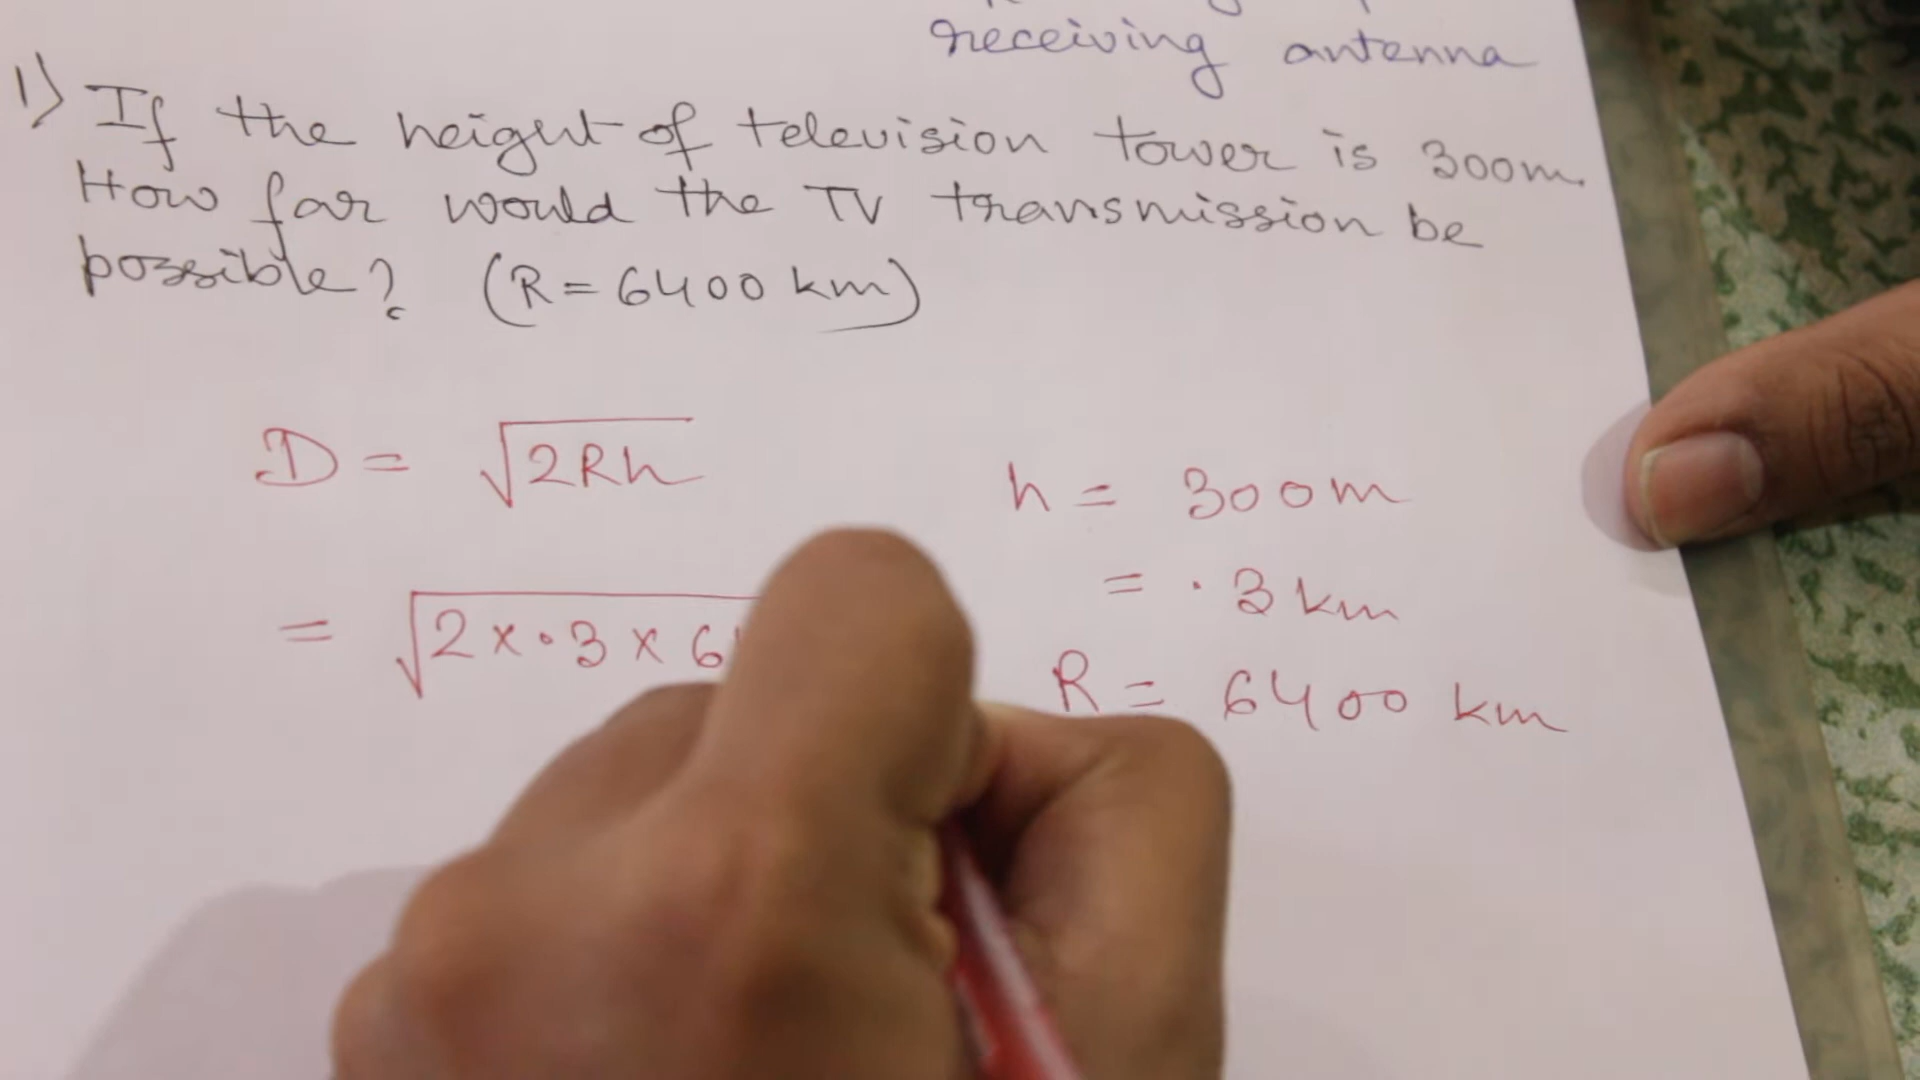 receiving antenna
1) If the height of television tower is 300m.
How far would the TV transmission be
possible? (R = 6400 km)
D = √2Rh
h = 300m
= .3 km
= √2 x .3 x 6
R = 6400 km